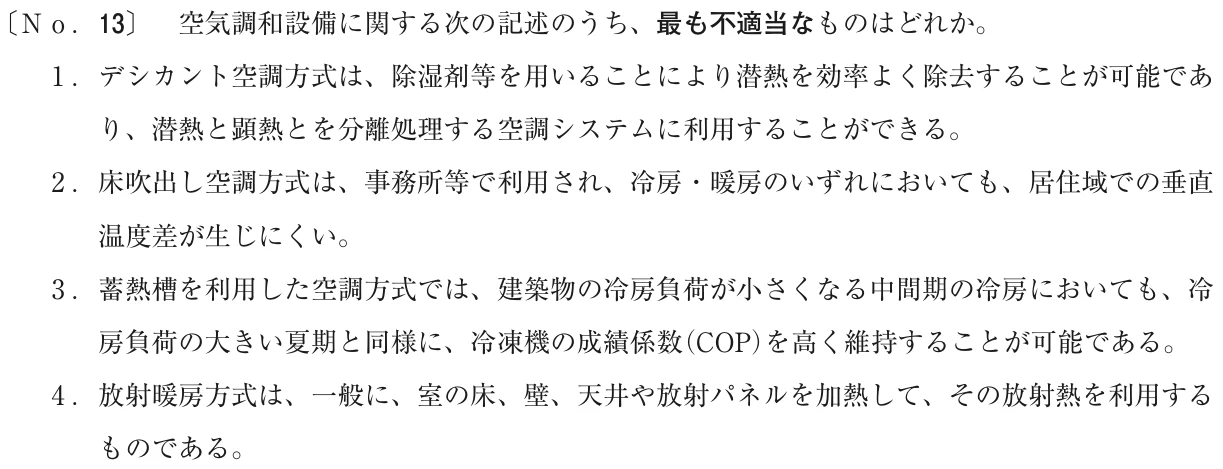 〔Ｎｏ．13〕　空気調和設備に関する次の記述のうち、最も不適当なものはどれか。
１．デシカント空調方式は、除湿剤等を用いることにより潜熱を効率よく除去することが可能であ
り、潜熱と顕熱とを分離処理する空調システムに利用することができる。
２．床吹出し空調方式は、事務所等で利用され、冷房・暖房のいずれにおいても、居住域での垂直
温度差が生じにくい。
３．蓄熱槽を利用した空調方式では、建築物の冷房負荷が小さくなる中間期の冷房においても、冷
房負荷の大きい夏期と同様に、冷凍機の成績係数(COP)を高く維持することが可能である。
４．放射暖房方式は、一般に、室の床、壁、天井や放射パネルを加熱して、その放射熱を利用する
ものである。